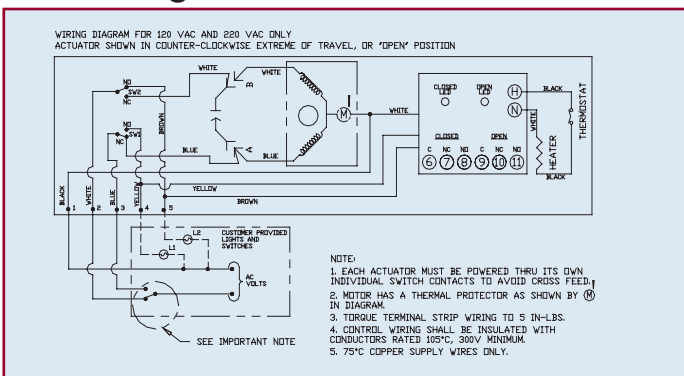 WIRING DIAGRAM FOR 120 VAC AND 220 VAC ONLY
ACTUATOR SHOWN IN COUNTER-CLOCKWISE EXTREME OF TRAVEL, OR "OPEN" POSITION
NO
SW2
NC
WHITE
WHITE
B
BROWN
NO
SW1
NC
BLUE
A
BLUE
M
WHITE
CLOSED
LED
OPEN
LED
H
N
BLACK
WHITE
HEATER
THERMOSTAT
BLACK
CLOSED
OPEN
C NC NO C NC NO
6 7 8 9 10 11
BLACK
WHITE
BLUE
YELLOW
YELLOW
BROWN
1 2 3 4 5
CUSTOMER PROVIDED
LIGHTS AND
SWITCHES
L2
L1
AC
VOLTS
SEE IMPORTANT NOTE
NOTE:
1. EACH ACTUATOR MUST BE POWERED THRU ITS OWN
INDIVIDUAL SWITCH CONTACTS TO AVOID CROSS FEED.
2. MOTOR HAS A THERMAL PROTECTOR AS SHOWN BY M
IN DIAGRAM.
3. TORQUE TERMINAL STRIP WIRING TO 5 IN-LBS.
4. CONTROL WIRING SHALL BE INSULATED WITH
CONDUCTORS RATED 105°C, 300V MINIMUM.
5. 75°C COPPER SUPPLY WIRES ONLY.